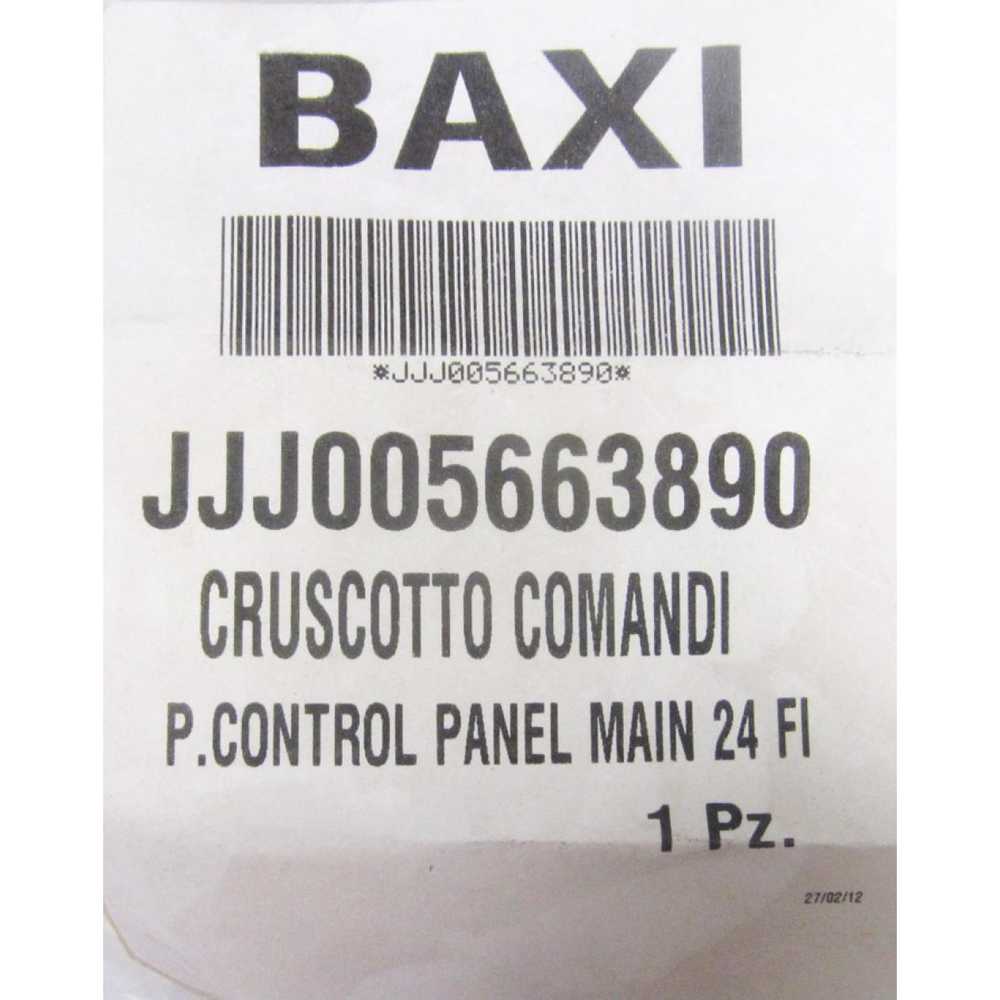 BAXI
*JJJ005663890*
JJJ005663890
CRUSCOTTO COMANDI
P.CONTROL PANEL MAIN 24 FI
1 Pz.
27/02/12